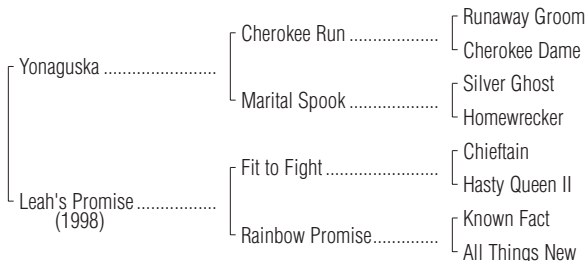 Runaway Groom
Cherokee Run ...................
Cherokee Dame
Yonaguska ........................
Silver Ghost
Marital Spook ...................
Homewrecker
Chieftain
Fit to Fight ........................
Hasty Queen II
Leah's Promise .................
(1998)
Known Fact
Rainbow Promise..............
All Things New